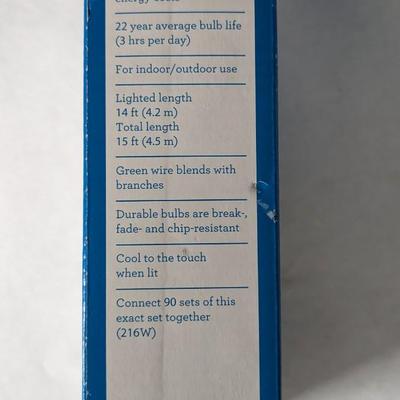 22 year average bulb life
(3 hrs per day)
For indoor/outdoor use
Lighted length
14 ft (4.2 m)
Total length
15 ft (4.5 m)
Green wire blends with
branches
Durable bulbs are break-,
fade- and chip-resistant
Cool to the touch
when lit
Connect 90 sets of this
exact set together
(216W)